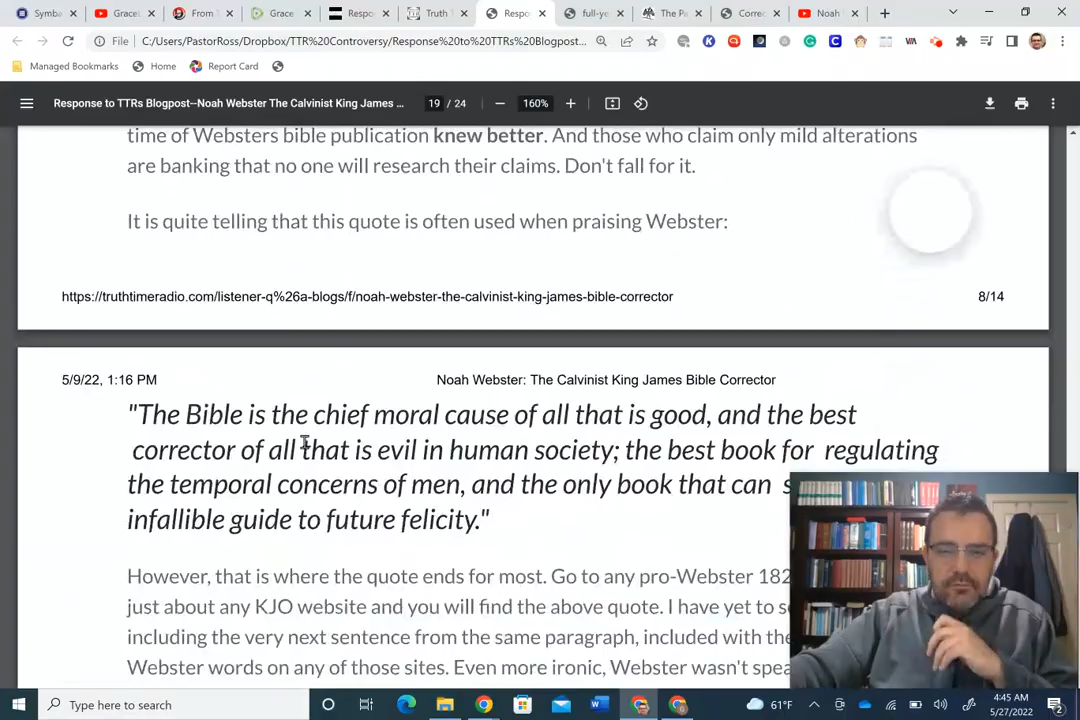 Symba
GraceL
From T
Grace
Respo
Truth T
Respo
full-ye
The Pa
Correc
Noah
File
C:/Users/PastorRoss/Dropbox/TTR%20Controversy/Response%20to%20TTRs%20Blogpost...
Managed Bookmarks
Home
Report Card
Response to TTRs Blogpost--Noah Webster The Calvinist King James ...
19 / 24
160%
time of Websters bible publication knew better. And those who claim only mild alterations
are banking that no one will research their claims. Don't fall for it.
It is quite telling that this quote is often used when praising Webster:
https://truthtimeradio.com/listener-q%26a-blogs/f/noah-webster-the-calvinist-king-james-bible-corrector
8/14
5/9/22, 1:16 PM
Noah Webster: The Calvinist King James Bible Corrector
"The Bible is the chief moral cause of all that is good, and the best
corrector of all that is evil in human society; the best book for regulating
the temporal concerns of men, and the only book that can s
infallible guide to future felicity."
However, that is where the quote ends for most. Go to any pro-Webster 182
just about any KJO website and you will find the above quote. I have yet to s
including the very next sentence from the same paragraph, included with the
Webster words on any of those sites. Even more ironic, Webster wasn't spea
Type here to search
61°F
4:45 AM
5/27/2022